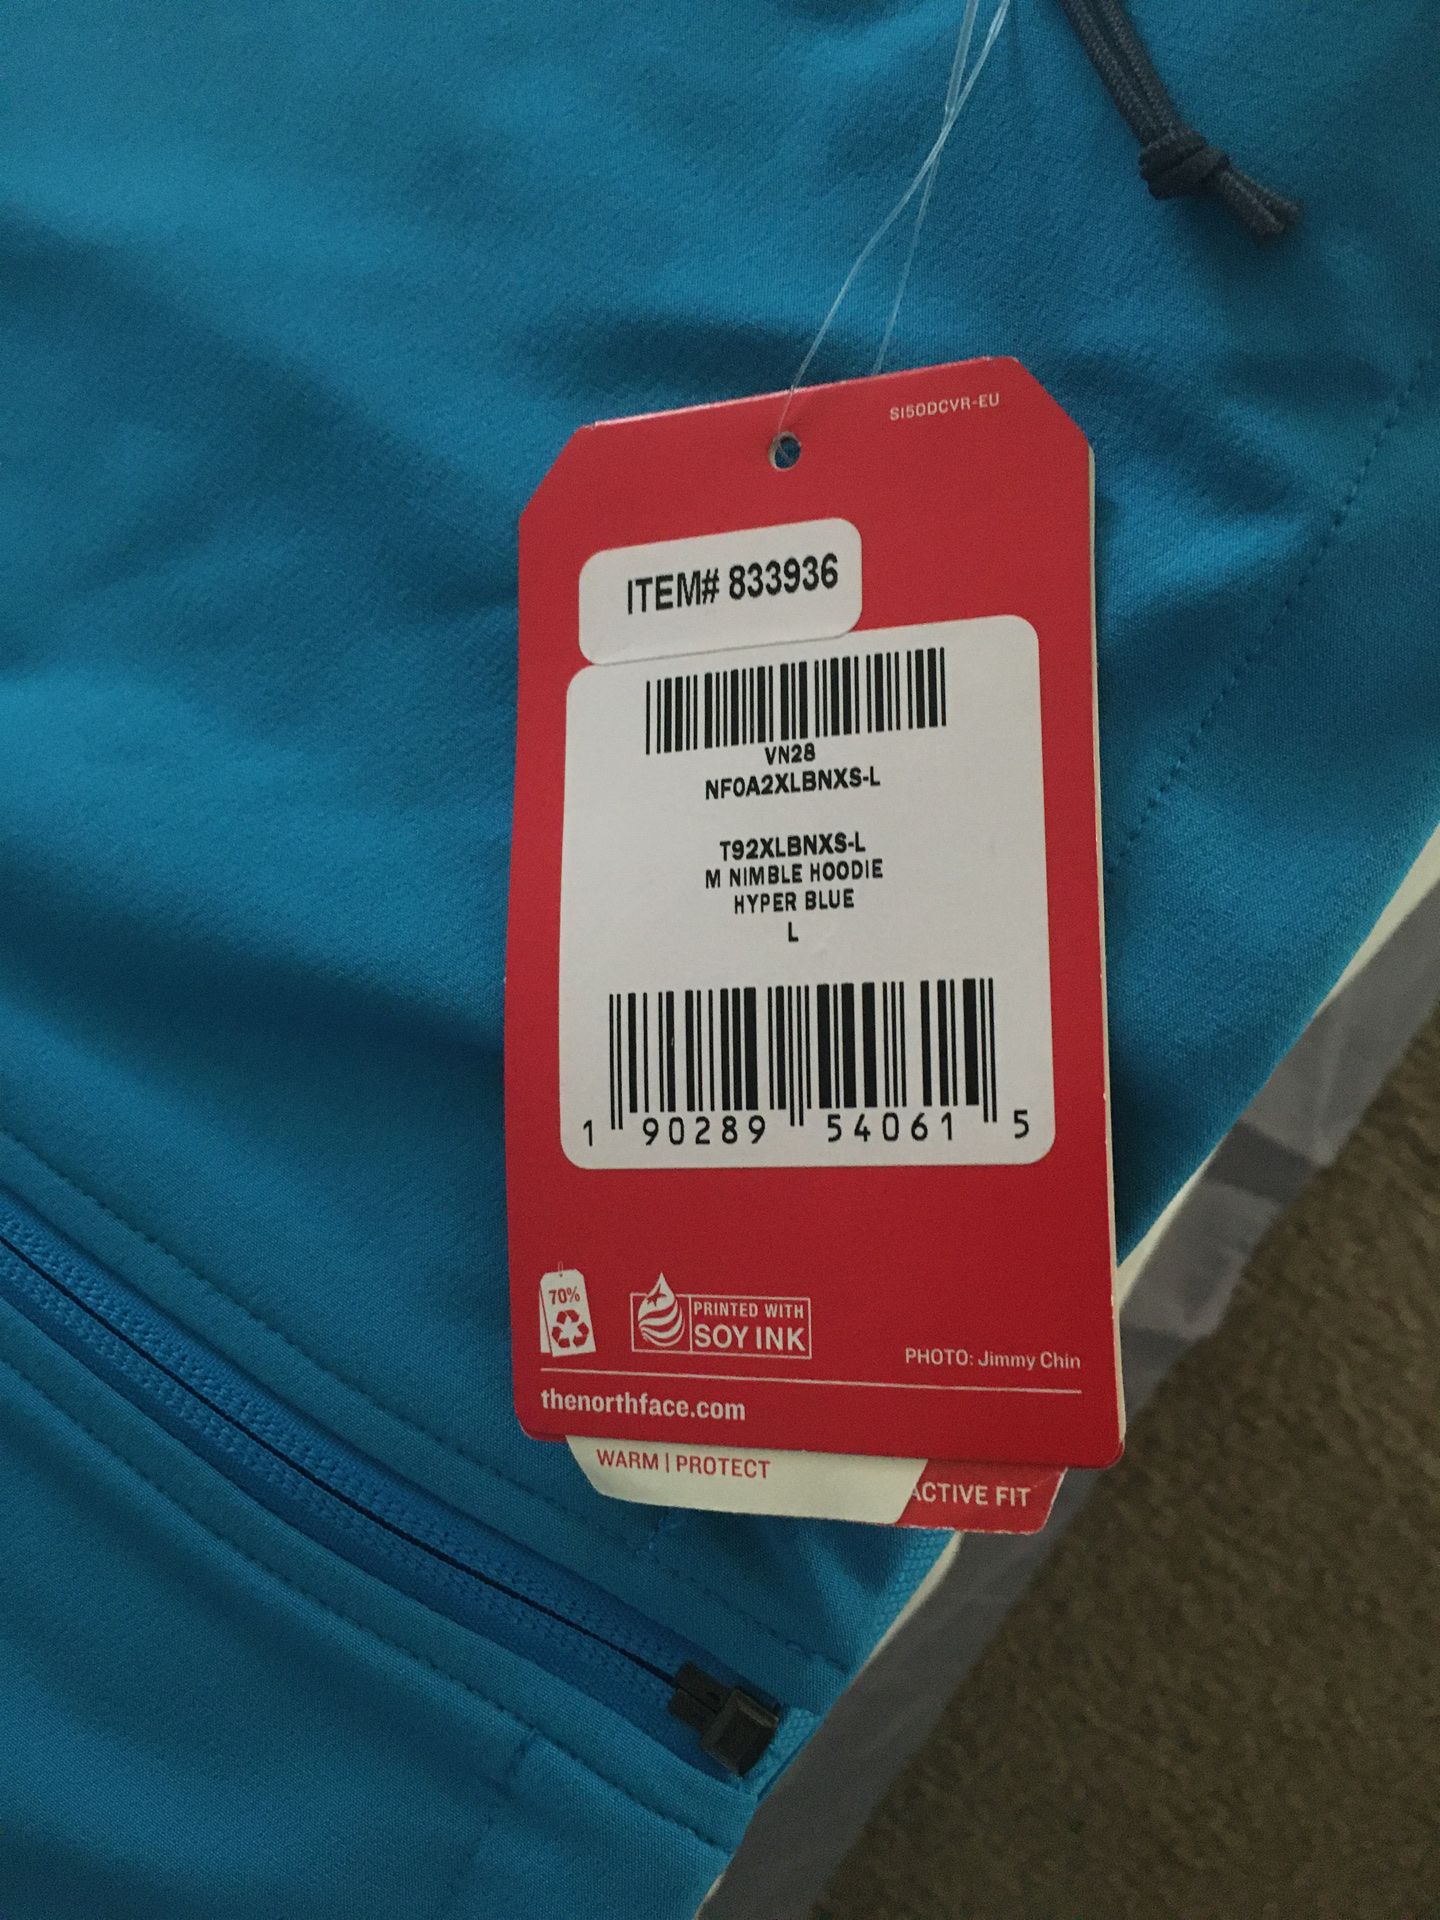 SI50DCVR-EU
ITEM# 833936
VN28
NF0A2XLBNXS-L
T92XLBNXS-L
M NIMBLE HOODIE
HYPER BLUE
L
1 90289 54061 5
70%
PRINTED WITH
SOY INK
PHOTO: Jimmy Chin
thenorthface.com
WARM | PROTECT
ACTIVE FIT